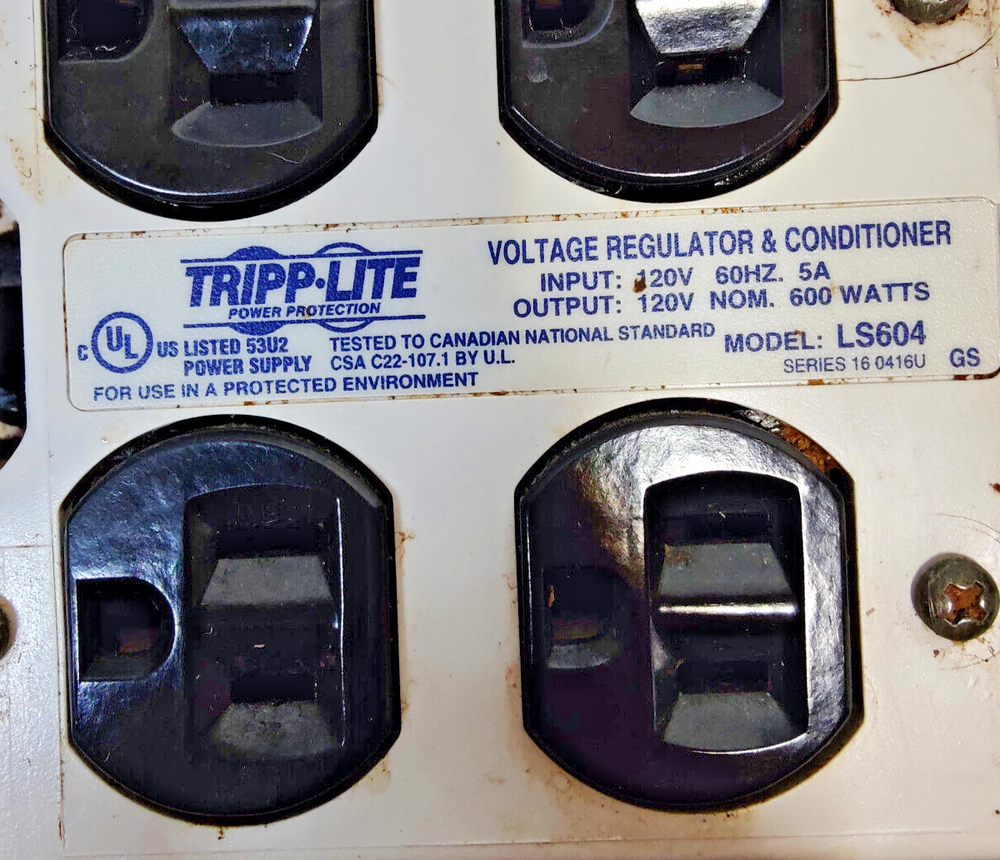 TRIPP·LITE
POWER PROTECTION
VOLTAGE REGULATOR & CONDITIONER
INPUT: 120V 60HZ. 5A
OUTPUT: 120V NOM. 600 WATTS
C UL US LISTED 53U2
POWER SUPPLY
TESTED TO CANADIAN NATIONAL STANDARD
CSA C22-107.1 BY U.L.
MODEL: LS604
SERIES 16 0416U GS
FOR USE IN A PROTECTED ENVIRONMENT